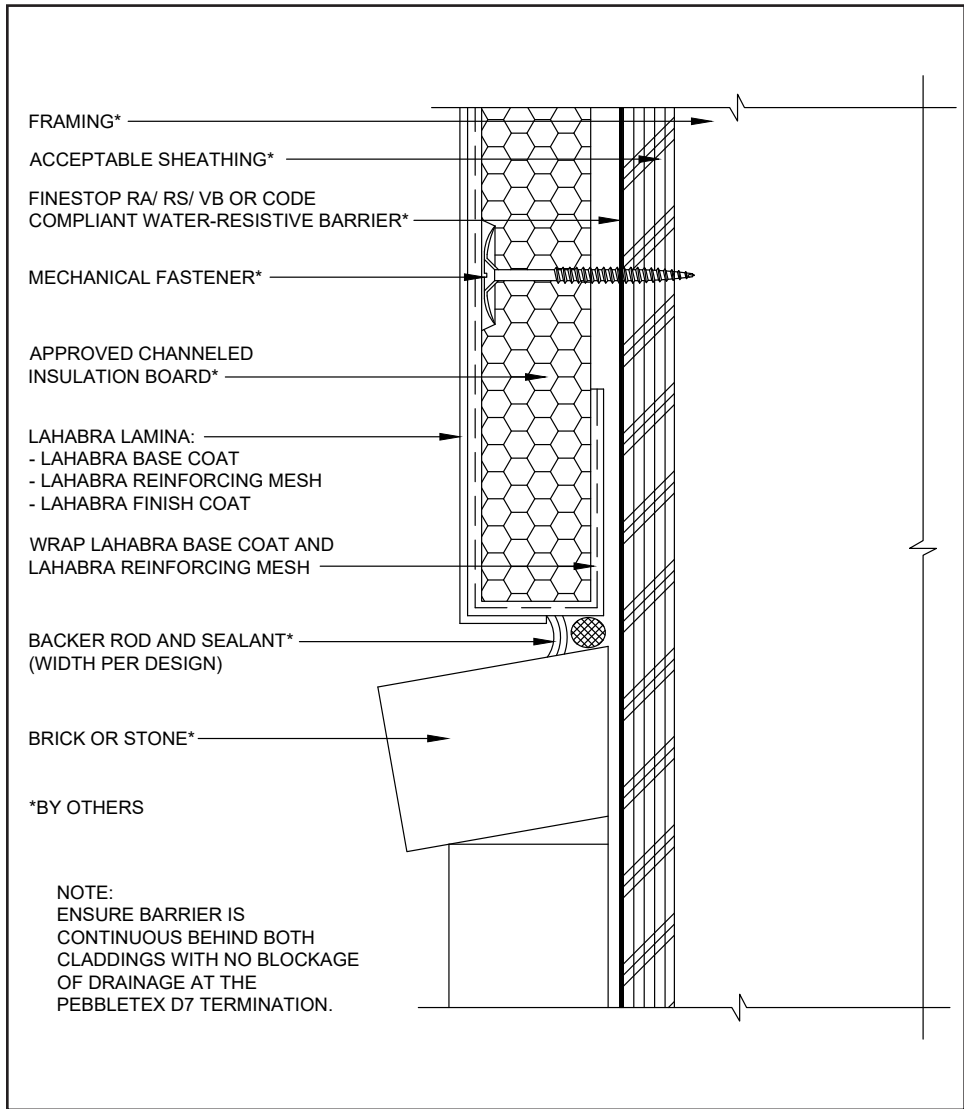 FRAMING*
ACCEPTABLE SHEATHING*
FINESTOP RA/ RS/ VB OR CODE
COMPLIANT WATER-RESISTIVE BARRIER*
MECHANICAL FASTENER*
APPROVED CHANNELED
INSULATION BOARD*
LAHABRA LAMINA:
- LAHABRA BASE COAT
- LAHABRA REINFORCING MESH
- LAHABRA FINISH COAT
WRAP LAHABRA BASE COAT AND
LAHABRA REINFORCING MESH
BACKER ROD AND SEALANT*
(WIDTH PER DESIGN)
BRICK OR STONE*
*BY OTHERS
NOTE:
ENSURE BARRIER IS
CONTINUOUS BEHIND BOTH
CLADDINGS WITH NO BLOCKAGE
OF DRAINAGE AT THE
PEBBLETEX D7 TERMINATION.